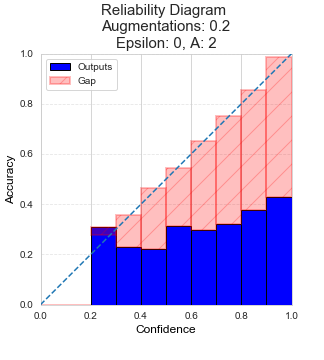 Reliability Diagram
Augmentations: 0.2
Epsilon: 0, A: 2
1.0
0.8
0.6
0.4
0.2
0.0
Accuracy
Outputs
Gap
0.0 0.2 0.4 0.6 0.8 1.0
Confidence